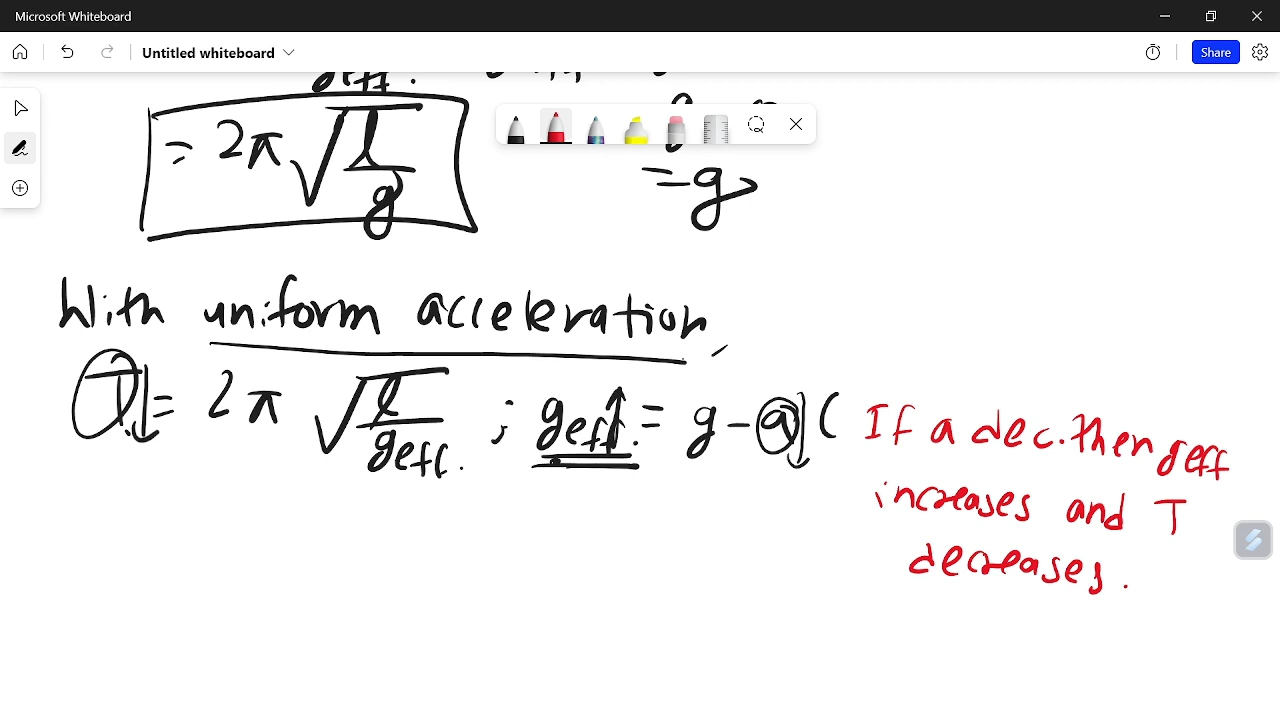 Microsoft Whiteboard
Untitled whiteboard
Share
geff.
= 2π √(l/g)
= g
With uniform acceleration,
T↓ = 2π √(l/geff.) ; geff.↑ = g - a↓ ( If a dec. then geff
increases and T
decreases.